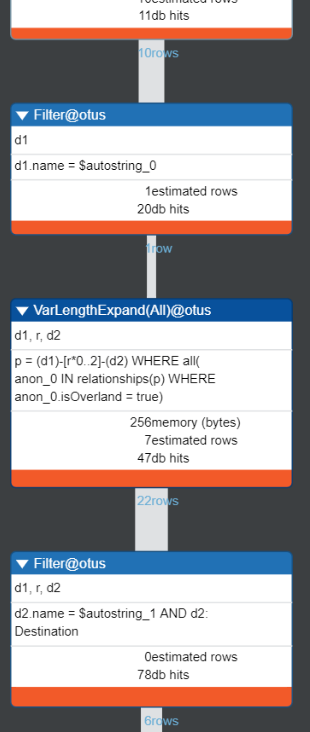 10estimated rows
11db hits
10rows
Filter@otus
d1
d1.name = $autostring_0
1estimated rows
20db hits
1row
VarLengthExpand(All)@otus
d1, r, d2
p = (d1)-[r*0..2]-(d2) WHERE all(
anon_0 IN relationships(p) WHERE
anon_0.isOverland = true)
256memory (bytes)
7estimated rows
47db hits
22rows
Filter@otus
d1, r, d2
d2.name = $autostring_1 AND d2:
Destination
0estimated rows
78db hits
6rows